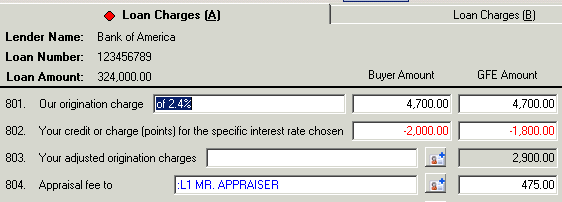 Loan Charges (A) Loan Charges (B)
Lender Name: Bank of America
Loan Number: 123456789
Loan Amount: 324,000.00 Buyer Amount GFE Amount
801. Our origination charge of 2.4% 4,700.00 4,700.00
802. Your credit or charge (points) for the specific interest rate chosen -2,000.00 -1,800.00
803. Your adjusted origination charges 2,900.00
804. Appraisal fee to :L1 MR. APPRAISER 475.00